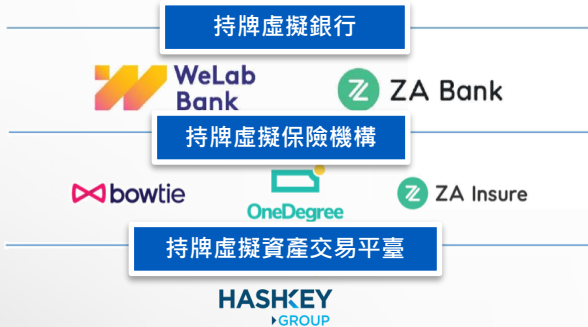 持牌虛擬銀行
WeLab Bank
ZA Bank
持牌虛擬保險機構
bowtie
OneDegree
ZA Insure
持牌虛擬資產交易平臺
HASHKEY
GROUP